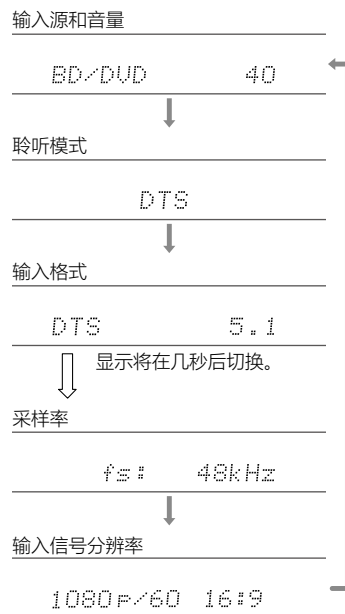 输入源和音量
BD/DVD 40
聆听模式
DTS
输入格式
DTS 5.1
显示将在几秒后切换。
采样率
fs: 48kHz
输入信号分辨率
1080p/60 16:9